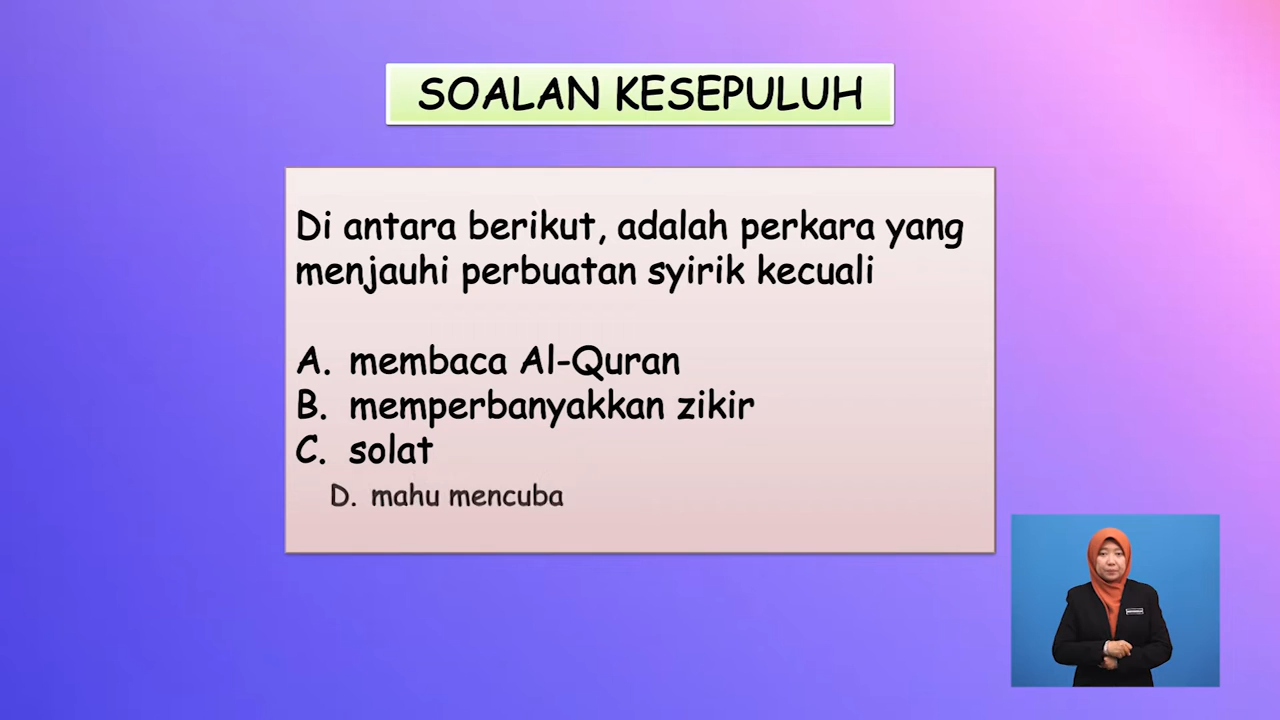 SOALAN KESEPULUH
Di antara berikut, adalah perkara yang
menjauhi perbuatan syirik kecuali
A. membaca Al-Quran
B. memperbanyakkan zikir
C. solat
D. mahu mencuba